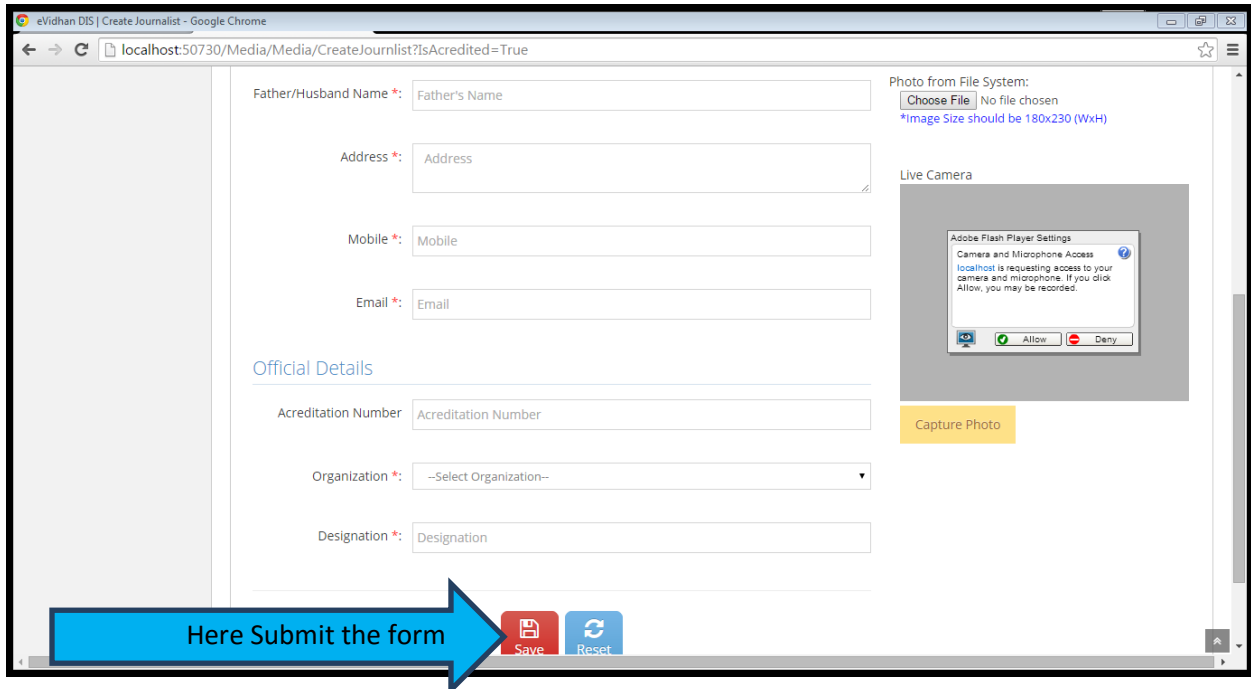 eVidhan DIS | Create Journalist - Google Chrome
localhost:50730/Media/Media/CreateJournlist?IsAcredited=True
Father/Husband Name *:
Father's Name
Address *:
Address
Mobile *:
Mobile
Email *:
Email
Official Details
Acreditation Number
Acreditation Number
Organization *:
--Select Organization--
Designation *:
Designation
Here Submit the form
Save
Reset
Photo from File System:
Choose File No file chosen
*Image Size should be 180x230 (WxH)
Live Camera
Adobe Flash Player Settings
Camera and Microphone Access
?
localhost is requesting access to your
camera and microphone. If you click
Allow, you may be recorded.
Allow
Deny
Capture Photo